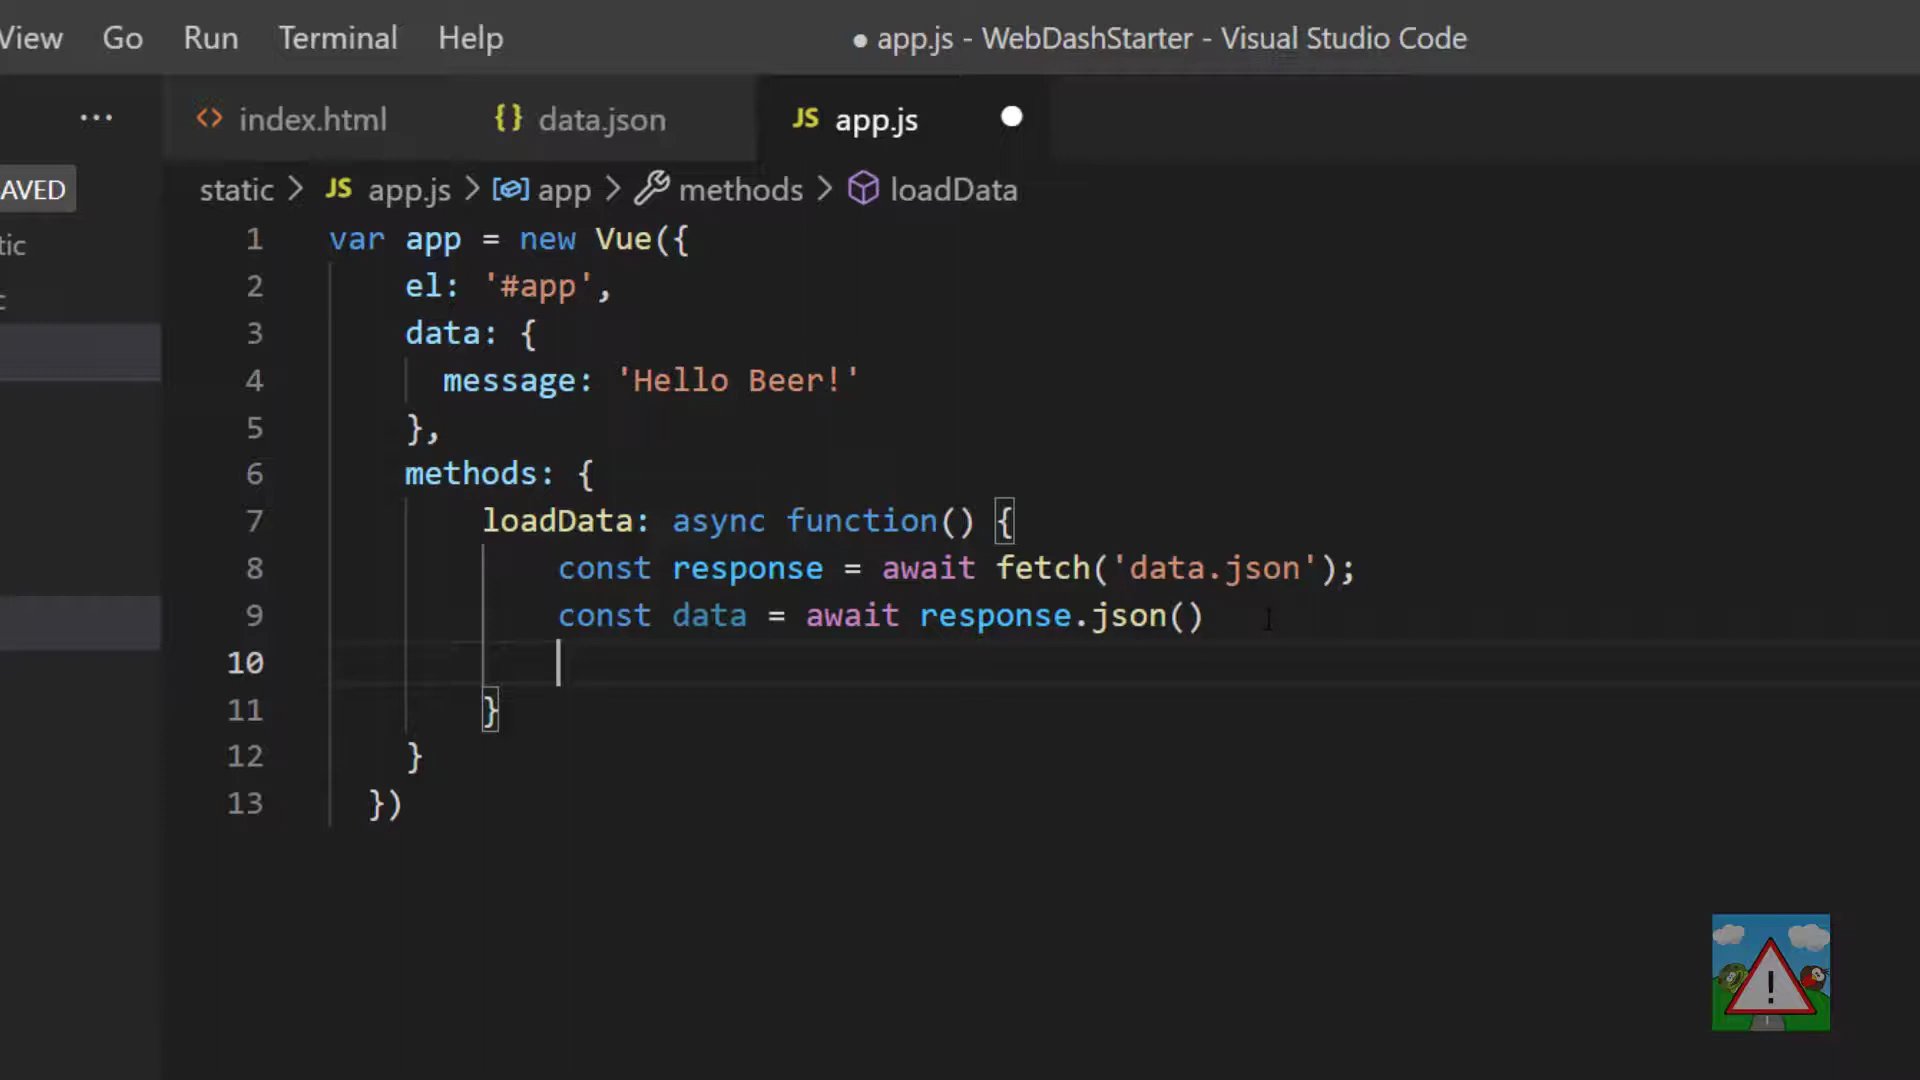 View Go Run Terminal Help ● app.js - WebDashStarter - Visual Studio Code
··· index.html data.json JS app.js
AVED static > JS app.js > app > methods > loadData
tic
1 var app = new Vue({
2 el: '#app',
3 data: {
4 message: 'Hello Beer!'
5 },
6 methods: {
7 loadData: async function() {
8 const response = await fetch('data.json');
9 const data = await response.json()
10
11 }
12 }
13 })